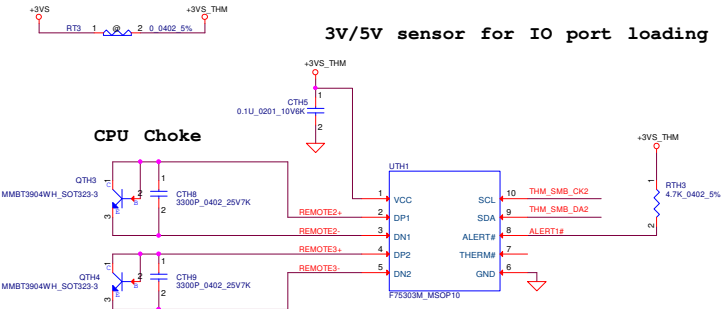 +3VS
+3VS_THM
RT3 1 @ 2 0_0402_5%
3V/5V sensor for IO port loading
+3VS_THM
1
CTH5
0.1U_0201_10V6K
2
CPU Choke
+3VS_THM
UTH1
QTH3
MMBT3904WH_SOT323-3
1
C
2
B
E
3
1
CTH8
3300P_0402_25V7K
2
1 VCC
SCL 10 THM_SMB_CK2
REMOTE2+ 2 DP1
SDA 9 THM_SMB_DA2
REMOTE2- 3 DN1
ALERT# 8 ALERT1#
REMOTE3+ 4 DP2
THERM# 7
REMOTE3- 5 DN2
GND 6
F75303M_MSOP10
1
RTH3
4.7K_0402_5%
2
QTH4
MMBT3904WH_SOT323-3
1
C
2
B
E
3
1
CTH9
3300P_0402_25V7K
2